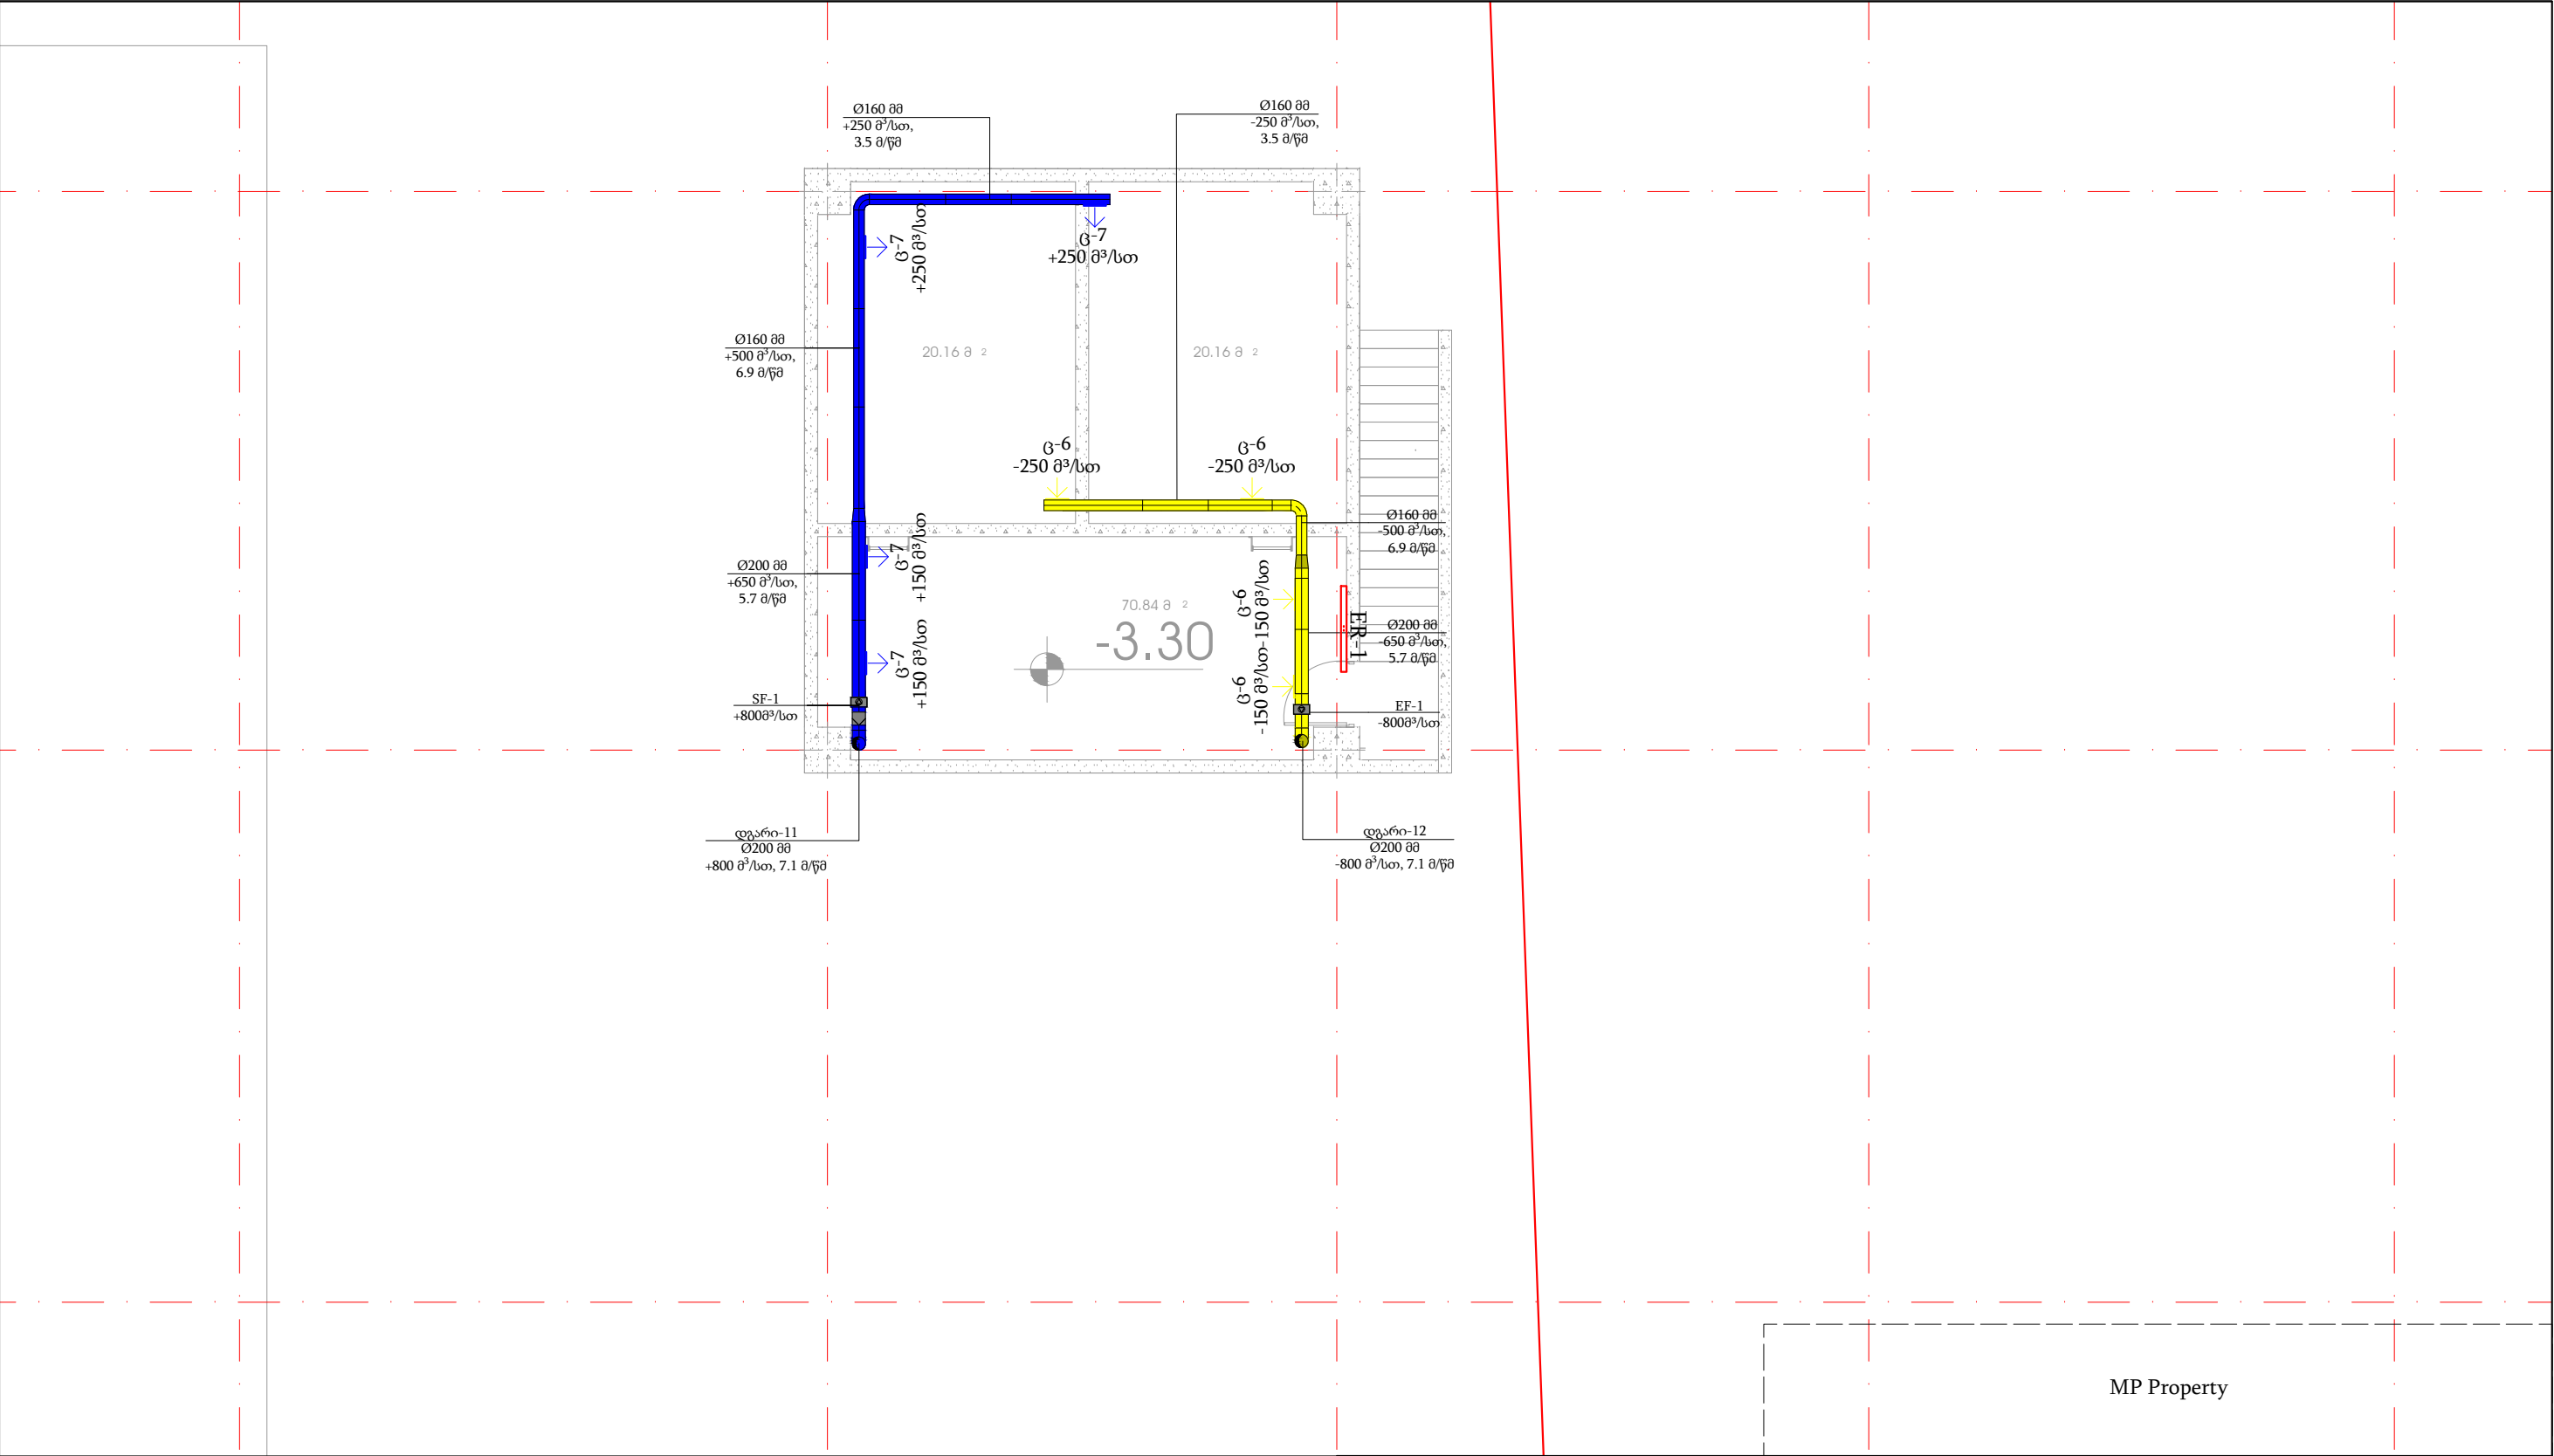 Ø160 მმ
+250 მ³/სთ,
3.5 მ/წმ
Ø160 მმ
-250 მ³/სთ,
3.5 მ/წმ
ც-7
+250 მ³/სთ
ც-7
+250 მ³/სთ
Ø160 მმ
+500 მ³/სთ,
6.9 მ/წმ
20.16 მ 2
20.16 მ 2
ც-6
-250 მ³/სთ
ც-6
-250 მ³/სთ
Ø160 მმ
-500 მ³/სთ,
6.9 მ/წმ
Ø200 მმ
+650 მ³/სთ,
5.7 მ/წმ
ც-7
+150 მ³/სთ
70.84 მ 2
-3.30
ც-6
-150 მ³/სთ
ER-1
Ø200 მმ
-650 მ³/სთ,
5.7 მ/წმ
ც-7
+150 მ³/სთ
ც-6
-150 მ³/სთ
SF-1
+800მ³/სთ
EF-1
-800მ³/სთ
დგარი-11
Ø200 მმ
+800 მ³/სთ, 7.1 მ/წმ
დგარი-12
Ø200 მმ
-800 მ³/სთ, 7.1 მ/წმ
MP Property